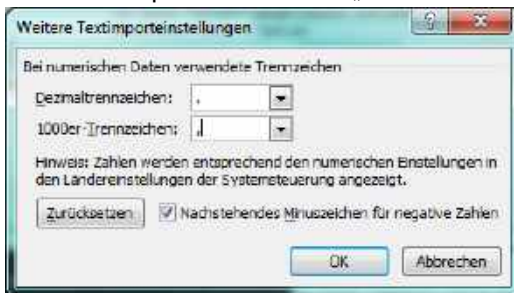 Weitere Textimporteinstellungen
Bei numerischen Daten verwendete Trennzeichen
Dezimaltrennzeichen:
1000er-Trennzeichen:
Hinweis: Zahlen werden entsprechend den numerischen Einstellungen in
den Ländereinstellungen der Systemsteuerung angezeigt.
Zurücksetzen Nachstehendes Minuszeichen für negative Zahlen
OK Abbrechen